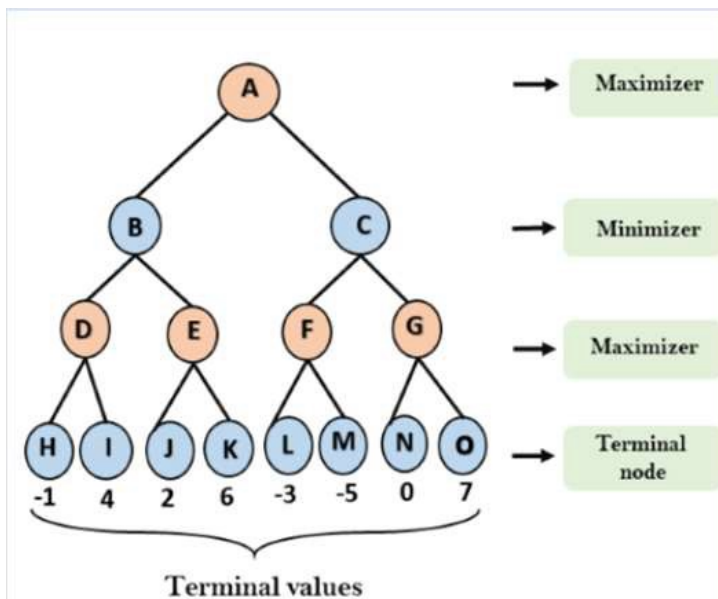 A
Maximizer
B
C
Minimizer
D
E
F
G
Maximizer
H
I
J
K
L
M
N
O
Terminal
node
-1
4
2
6
-3
-5
0
7
Terminal values